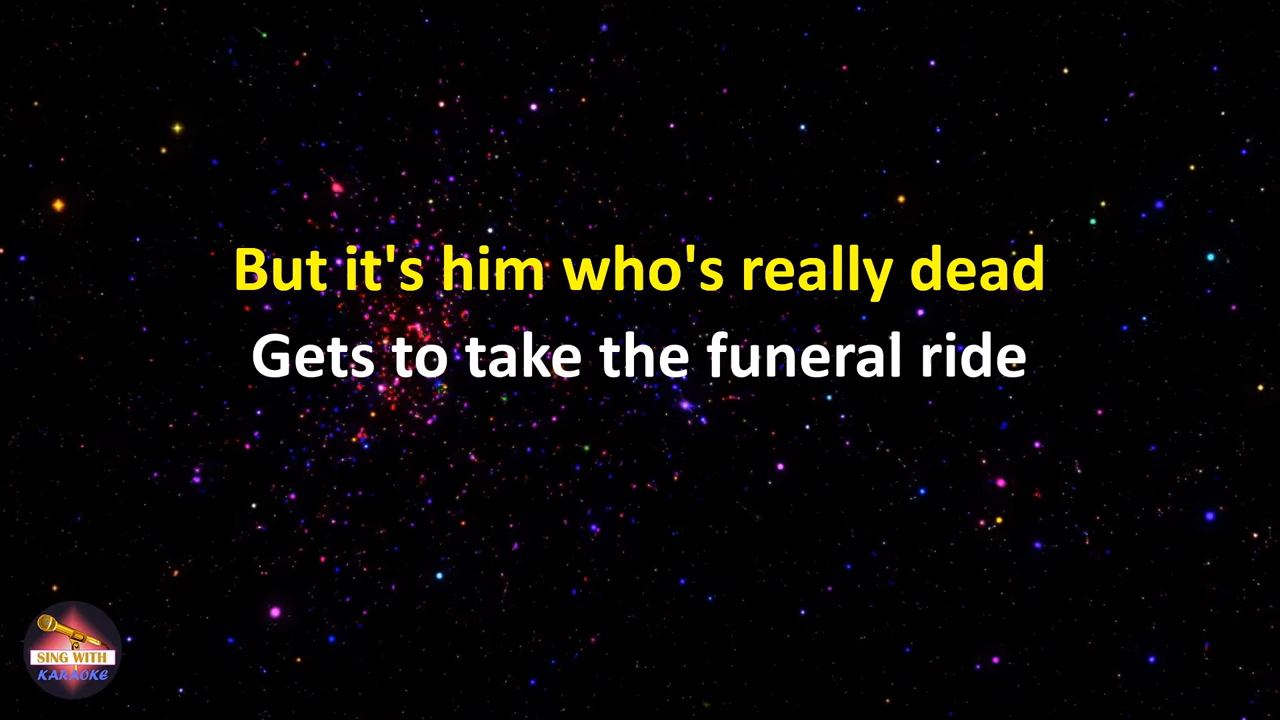 But it's him who's really dead
Gets to take the funeral ride
SING WITH
KARAOKE